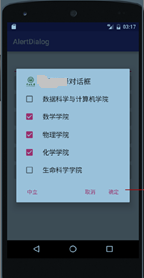 03:17
AlertDialog
对话框
数据科学与计算机学院
数学学院
物理学院
化学学院
生命科学学院
中立 取消 确定